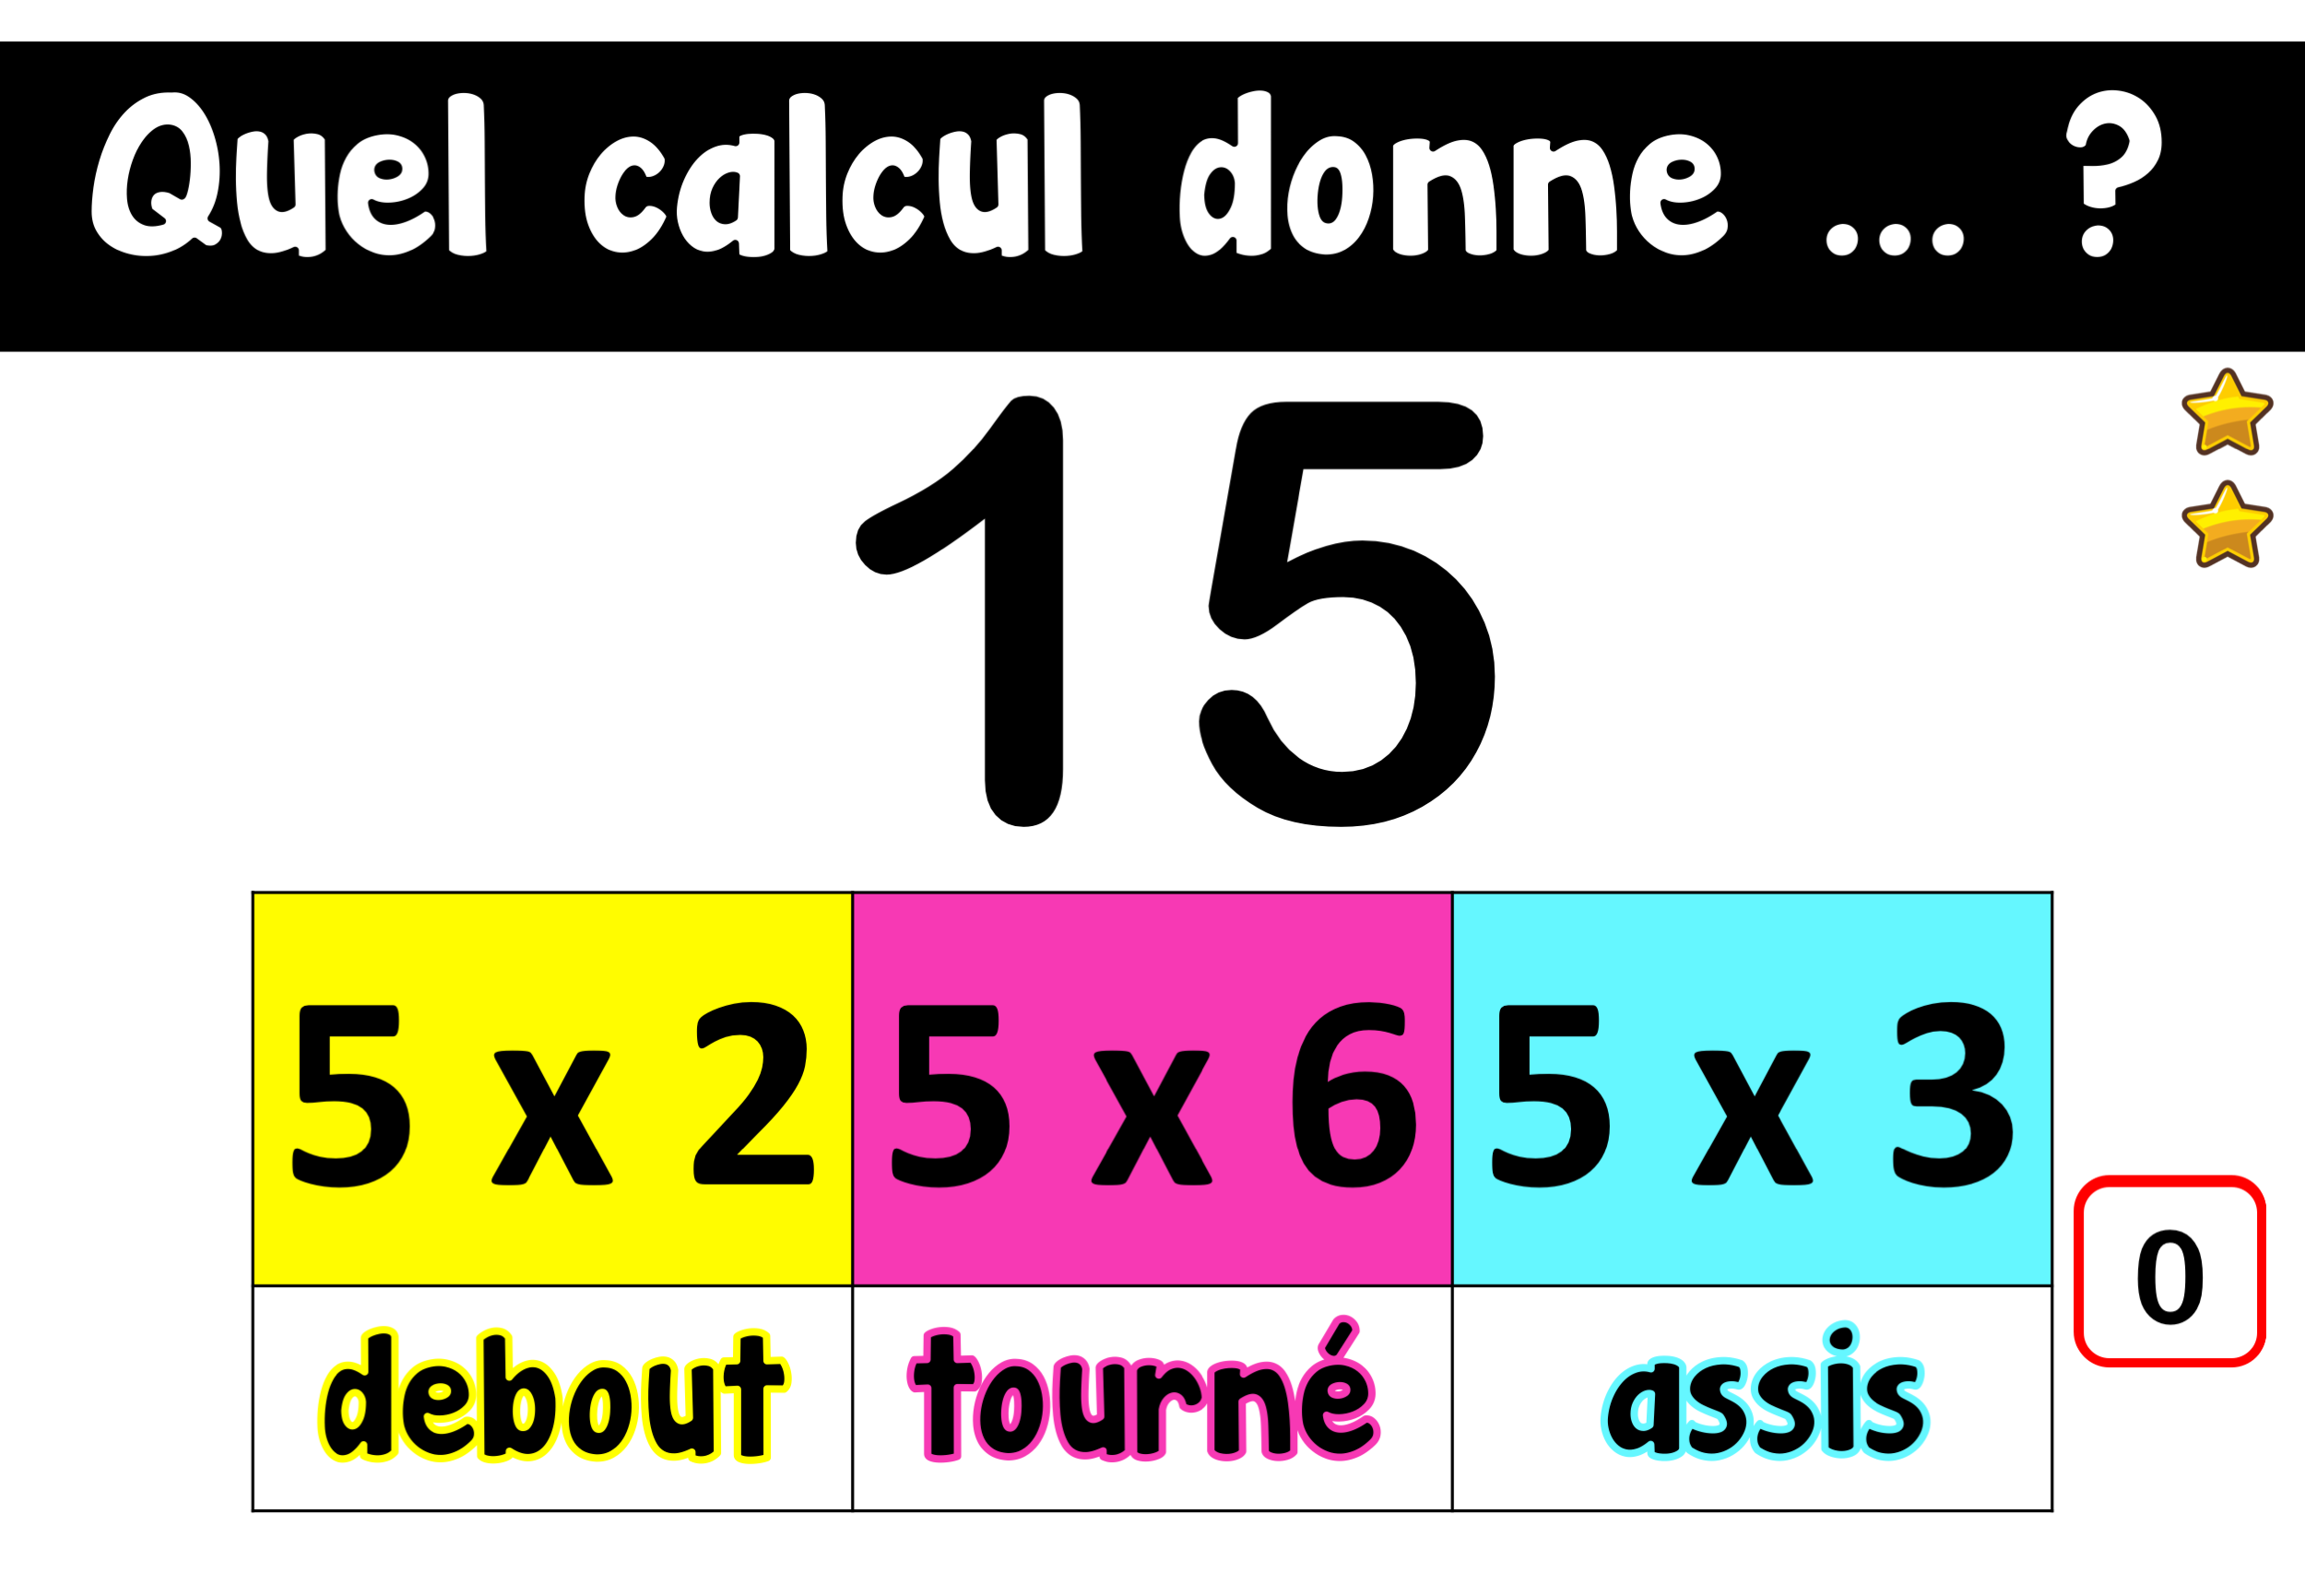 Quel calcul donne ... ?
15
5 x 2 5 x 6 5 x 3
0
debout tourné assis